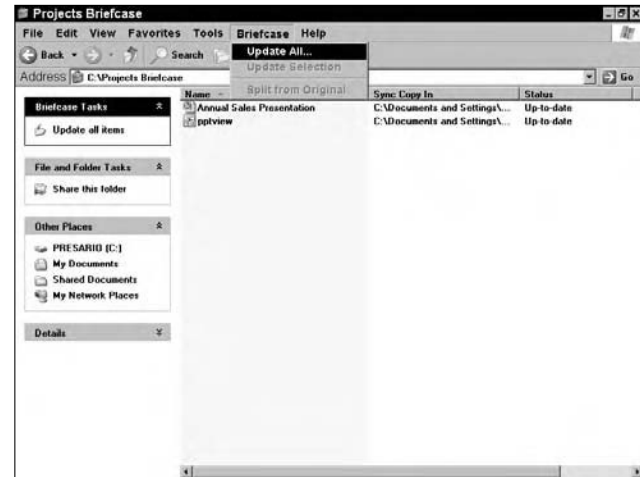 Projects Briefcase
File Edit View Favorites Tools Briefcase Help
Back Search
Update All...
Update Selection
Split from Original
Address C:\Projects Briefcase Go
Name Sync Copy In Status
Annual Sales Presentation C:\Documents and Settings\... Up-to-date
pptview C:\Documents and Settings\... Up-to-date
Briefcase Tasks
Update all items
File and Folder Tasks
Share this folder
Other Places
PRESARIO (C:)
My Documents
Shared Documents
My Network Places
Details